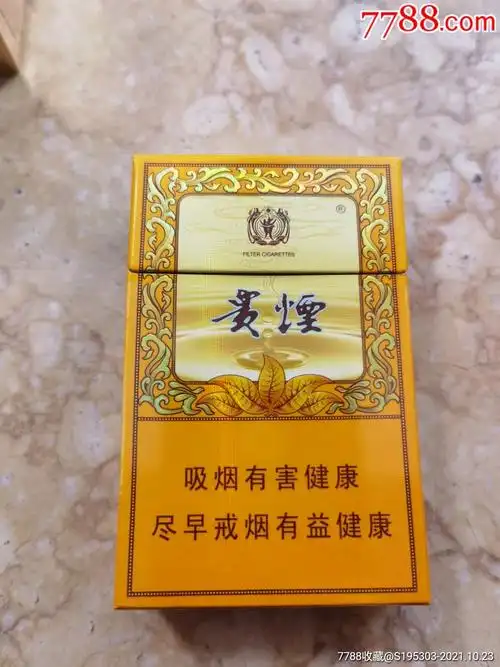 7788.com
®
FILTER CIGARETTES
貴煙
吸烟有害健康
尽早戒烟有益健康
7788收藏@S195303-2021.10.23